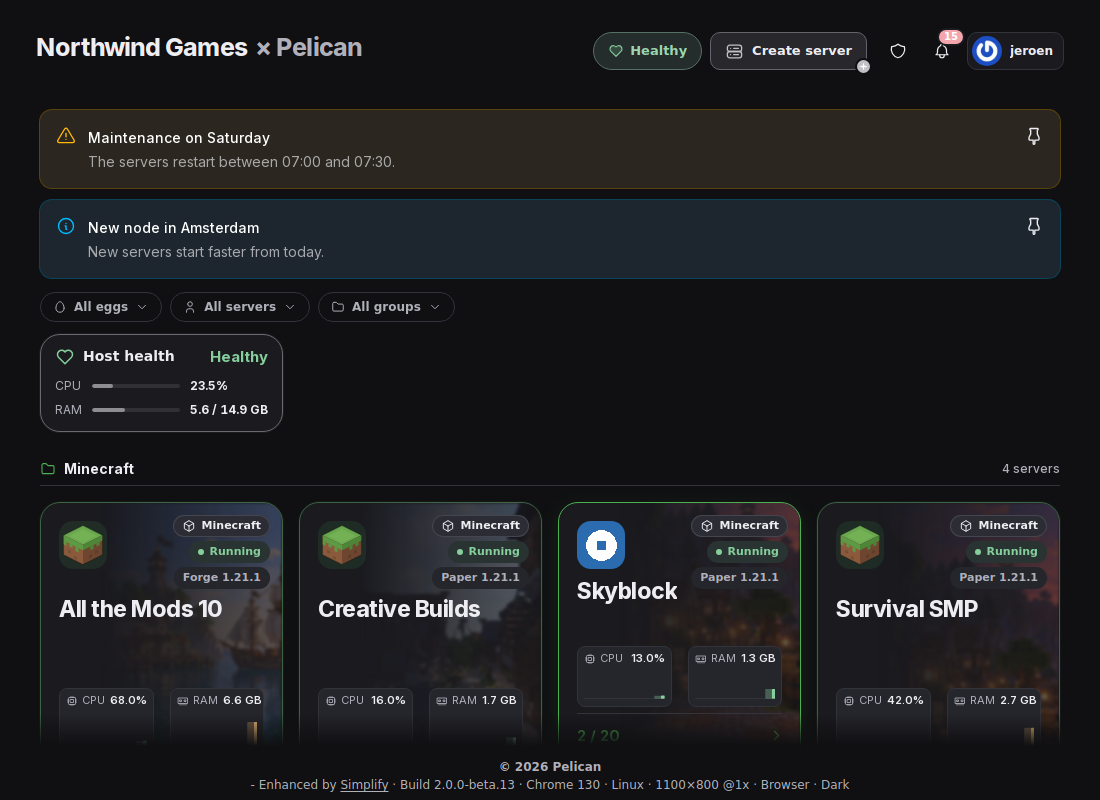 Northwind Games × Pelican
Healthy
Create server
15
jeroen
Maintenance on Saturday
The servers restart between 07:00 and 07:30.
New node in Amsterdam
New servers start faster from today.
All eggs
All servers
All groups
Host health Healthy
CPU 23.5%
RAM 5.6 / 14.9 GB
Minecraft 4 servers
Minecraft
Running
Forge 1.21.1
All the Mods 10
CPU 68.0% RAM 6.6 GB
Minecraft
Running
Paper 1.21.1
Creative Builds
CPU 16.0% RAM 1.7 GB
Minecraft
Running
Paper 1.21.1
Skyblock
CPU 13.0% RAM 1.3 GB
2 / 20
Minecraft
Running
Paper 1.21.1
Survival SMP
CPU 42.0% RAM 2.7 GB
© 2026 Pelican
- Enhanced by Simplify · Build 2.0.0-beta.13 · Chrome 130 · Linux · 1100×800 @1x · Browser · Dark